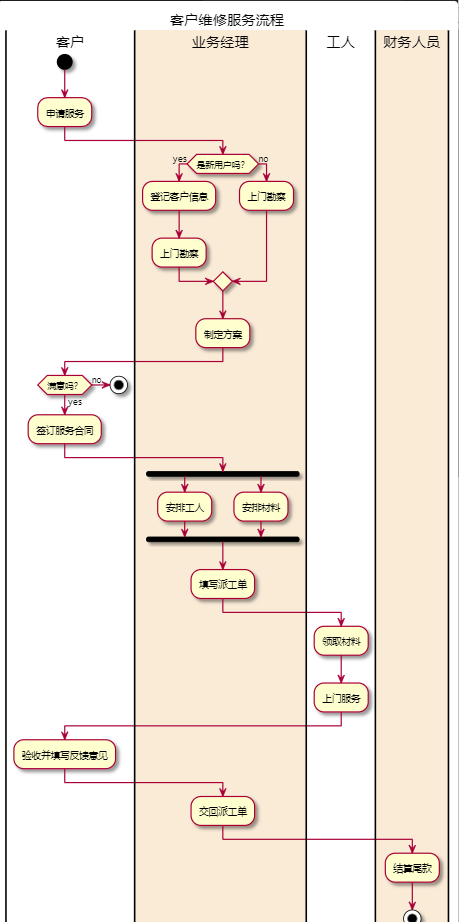 客户维修服务流程
客户 业务经理 工人 财务人员
申请服务
是新用户吗?
yes
no
登记客户信息
上门勘察
上门勘察
制定方案
满意吗?
no
yes
签订服务合同
安排工人
安排材料
填写派工单
领取材料
上门服务
验收并填写反馈意见
交回派工单
结算尾款